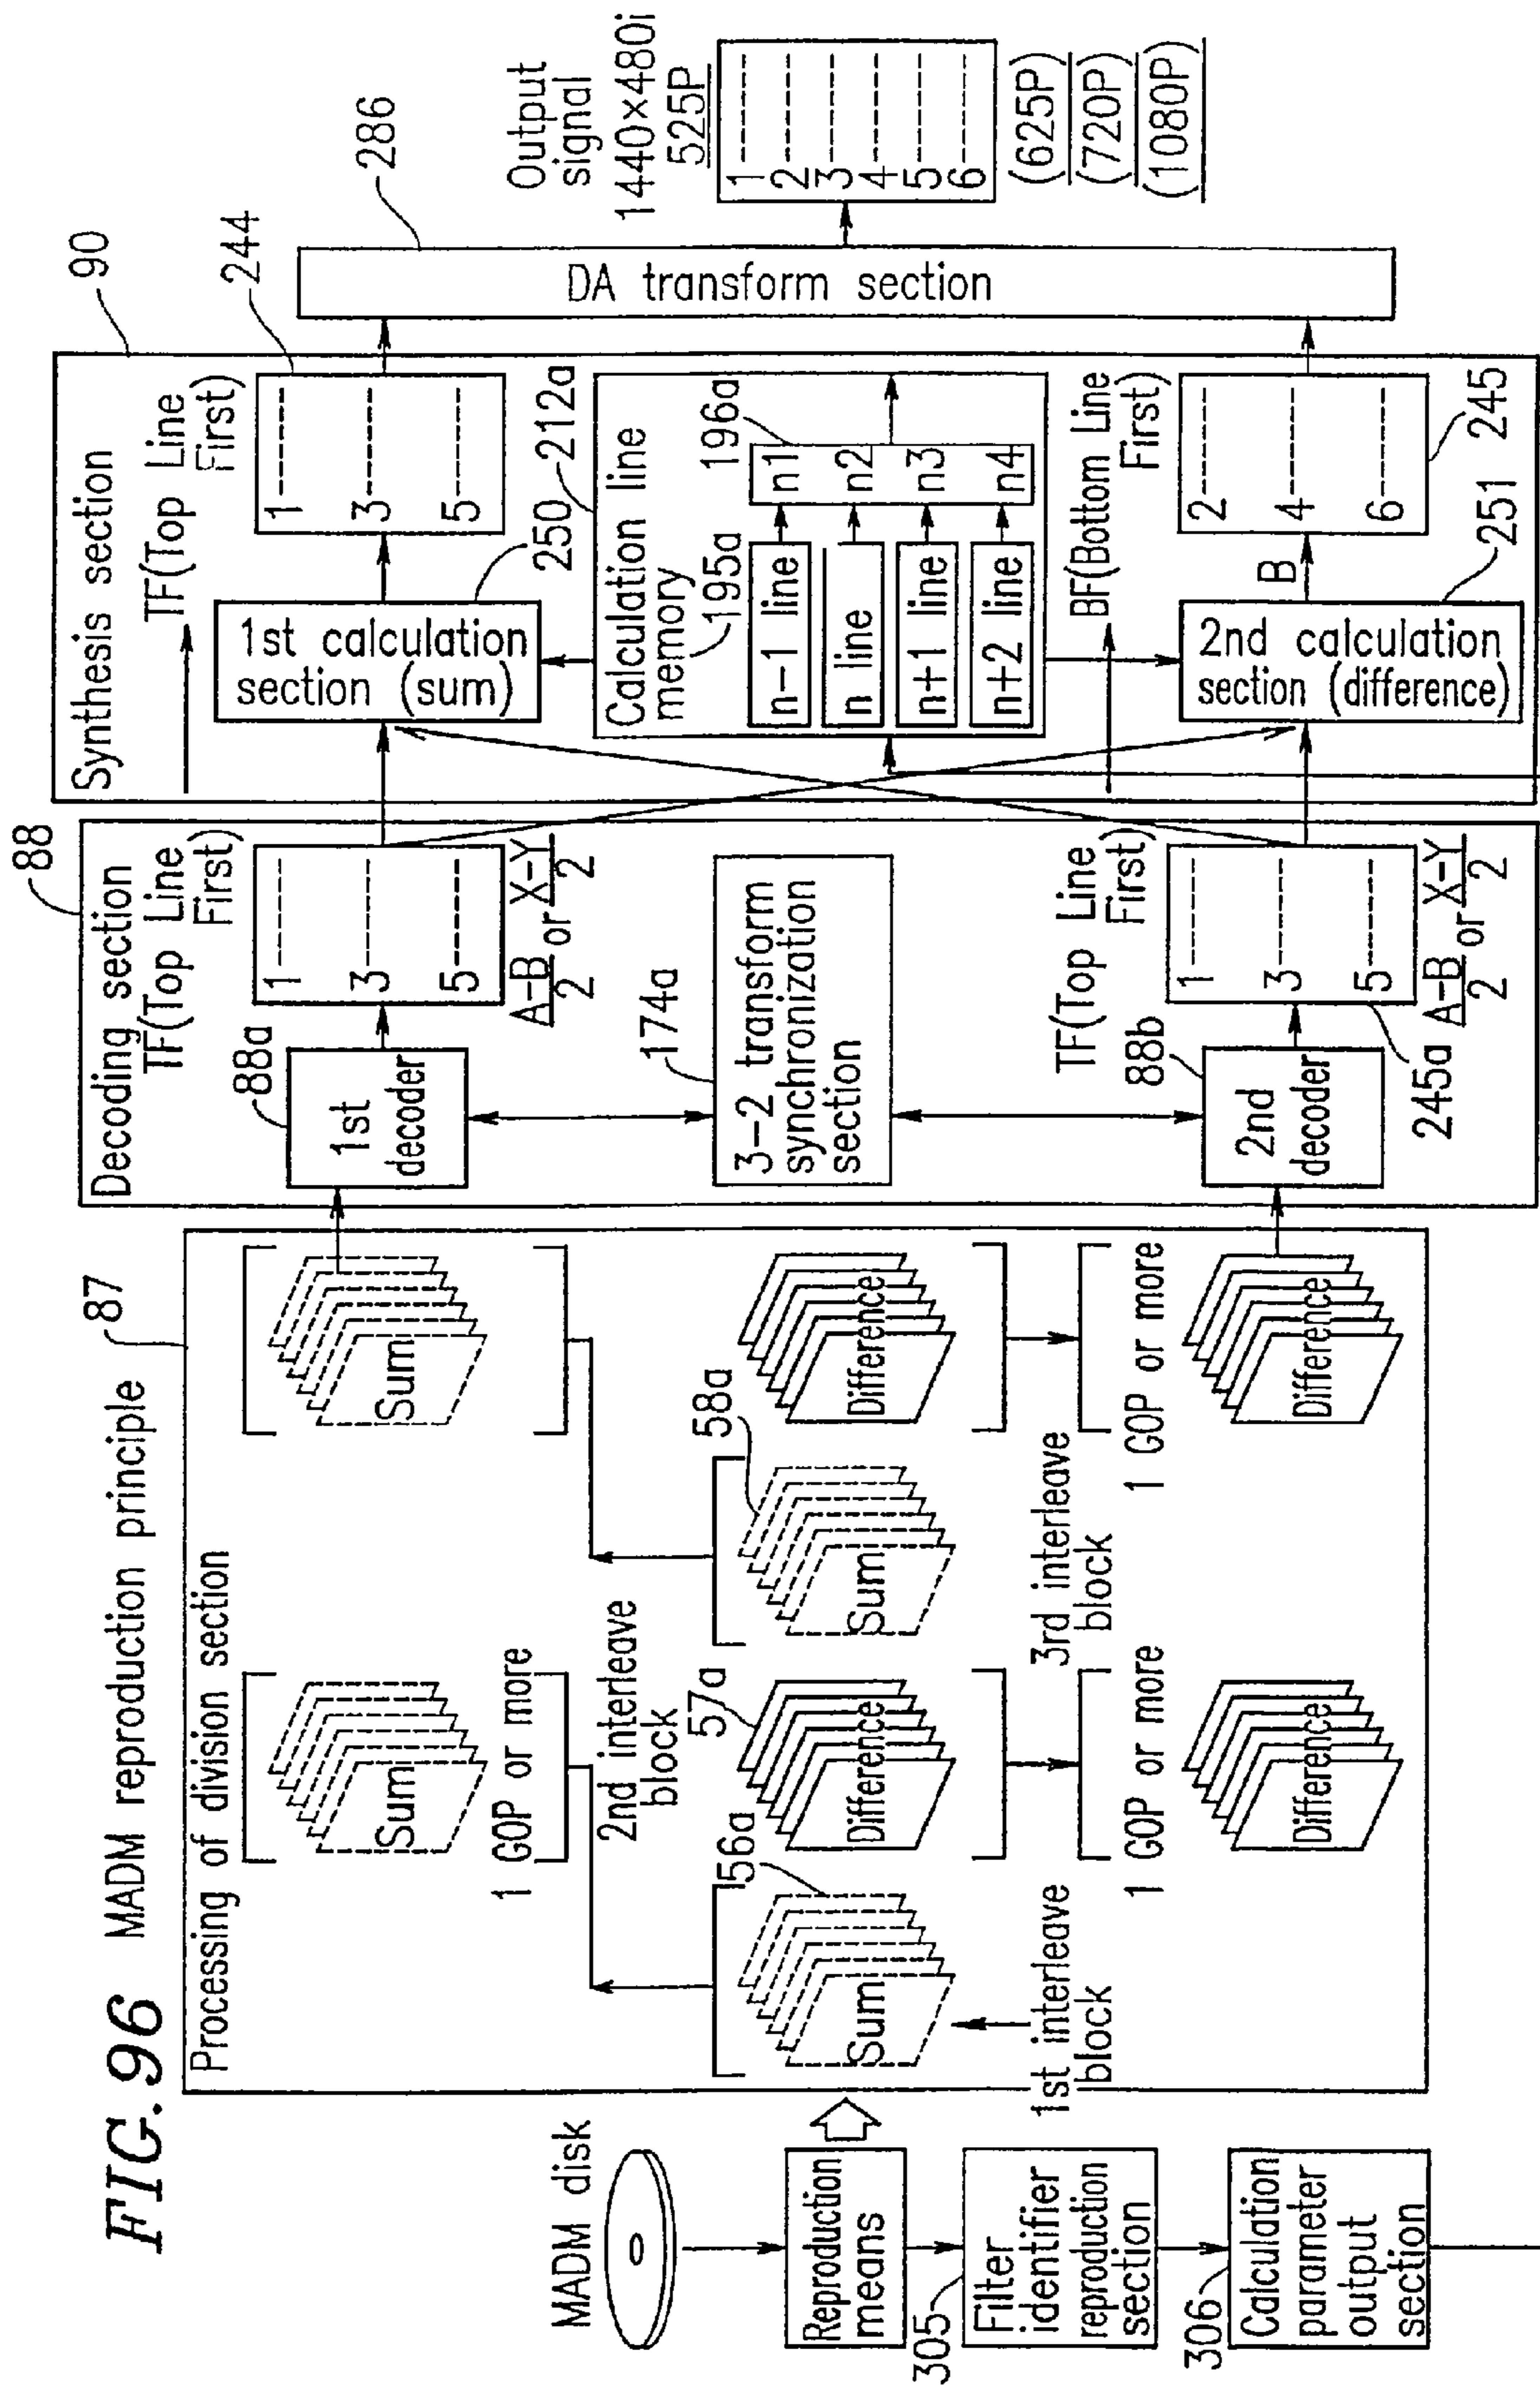 FIG. 96 MADM reproduction principle
MADM disk
Reproduction
means
305
Filter
identifier
reproduction
section
306
Calculation
parameter
output
section
87
Processing of division section
Sum
Sum
1 GOP or more
2nd interleave
block
56a
57a
58a
Sum
Difference
Sum
Difference
1st interleave
block
3rd interleave
block
1 GOP or more
1 GOP or more
Difference
Difference
88
Decoding section
TF(Top Line
First)
88a
1st
decoder
1
3
5
A-B/2 or X-Y/2
174a
3-2 transform
synchronization
section
TF(Top Line
First)
88b
2nd
decoder
1
3
5
245a
A-B/2 or X-Y/2
90
Synthesis section
TF(Top Line
First)
244
1st calculation
section (sum)
1
3
5
250
212a
Calculation line
memory
195a
196a
n-1 line
n1
n line
n2
n+1 line
n3
n+2 line
n4
BF(Bottom Line
First)
2nd calculation
section (difference)
B
2
4
6
251
245
286
DA transform section
Output
signal
1440×480i
525P
1
2
3
4
5
6
(625P)
(720P)
(1080P)